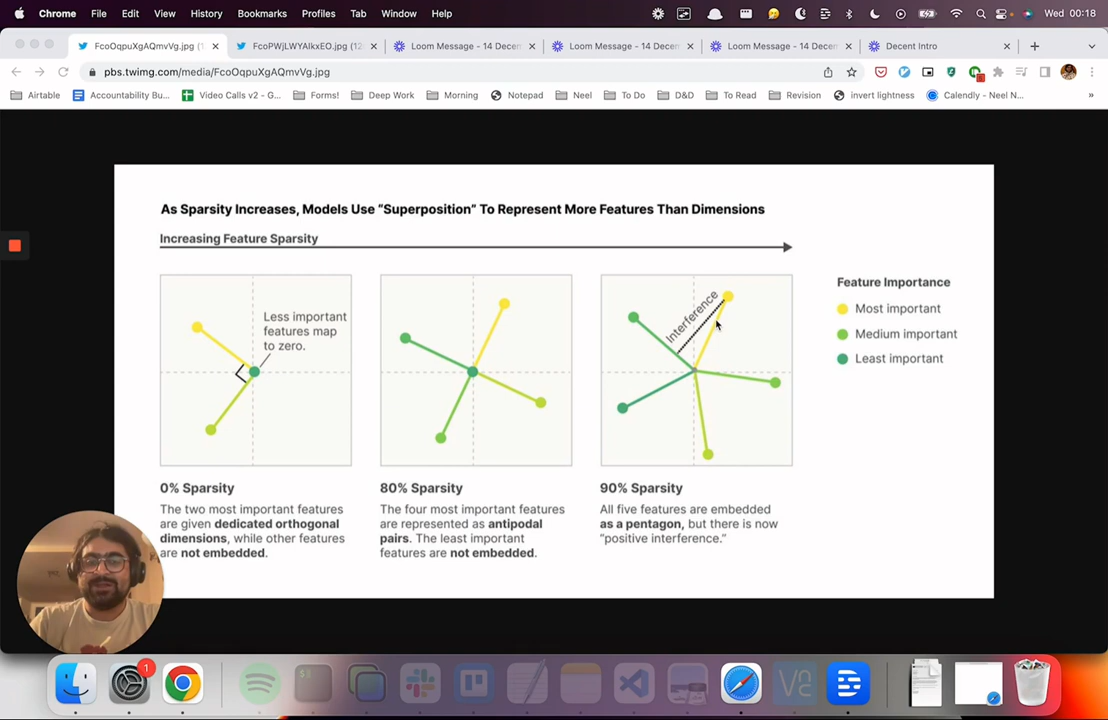 Chrome File Edit View History Bookmarks Profiles Tab Window Help Wed 00:18
FcoOqpuXgAQmvVg.jpg (1 FcoPWjLWYAIkxEO.jpg (12 Loom Message - 14 Decem Loom Message - 14 Decem Loom Message - 14 Decem Decent Intro
pbs.twimg.com/media/FcoOqpuXgAQmvVg.jpg
Airtable Accountability Bu... Video Calls v2 - G... Forms! Deep Work Morning Notepad Neel To Do D&D To Read Revision invert lightness Calendly - Neel N... »
As Sparsity Increases, Models Use "Superposition" To Represent More Features Than Dimensions
Increasing Feature Sparsity
Less important
features map
to zero.
Interference
Feature Importance
Most important
Medium important
Least important
0% Sparsity
The two most important features
are given dedicated orthogonal
dimensions, while other features
are not embedded.
80% Sparsity
The four most important features
are represented as antipodal
pairs. The least important
features are not embedded.
90% Sparsity
All five features are embedded
as a pentagon, but there is now
"positive interference."
1